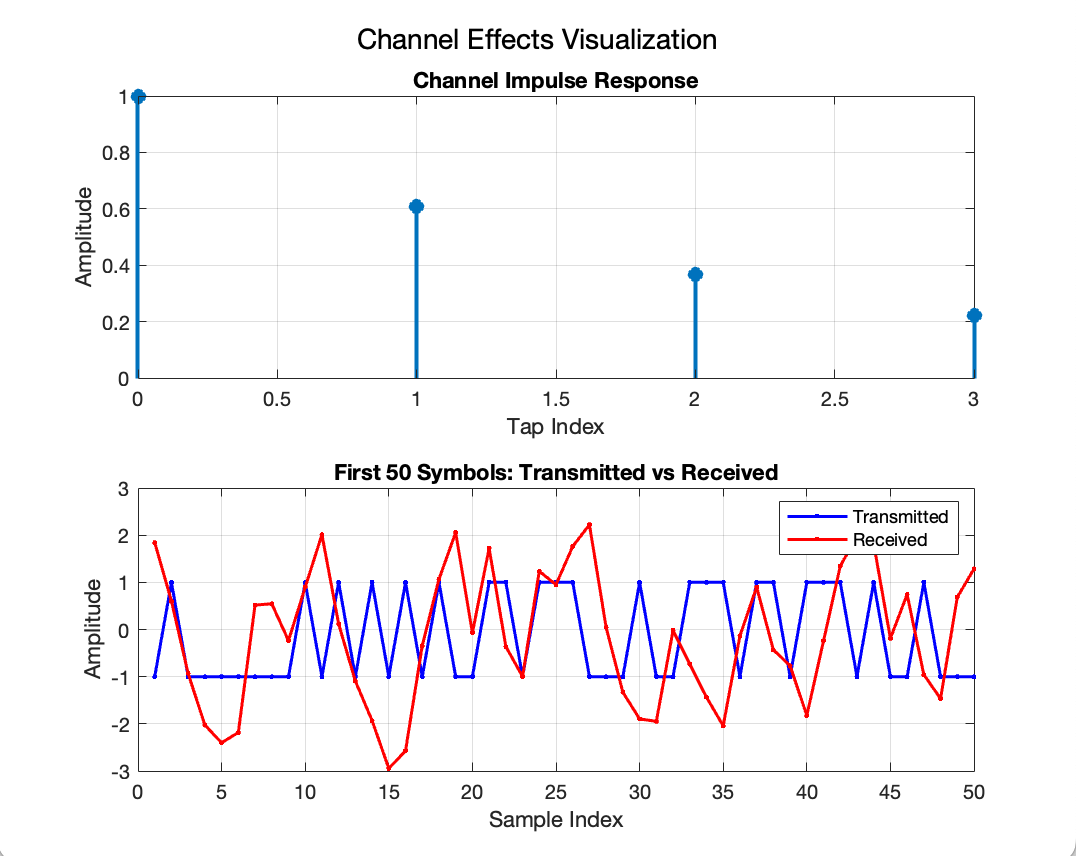 Channel Effects Visualization
Channel Impulse Response
1
0.8
0.6
0.4
0.2
0
Amplitude
0 0.5 1 1.5 2 2.5 3
Tap Index
First 50 Symbols: Transmitted vs Received
3
2
1
0
-1
-2
-3
Amplitude
Transmitted
Received
0 5 10 15 20 25 30 35 40 45 50
Sample Index